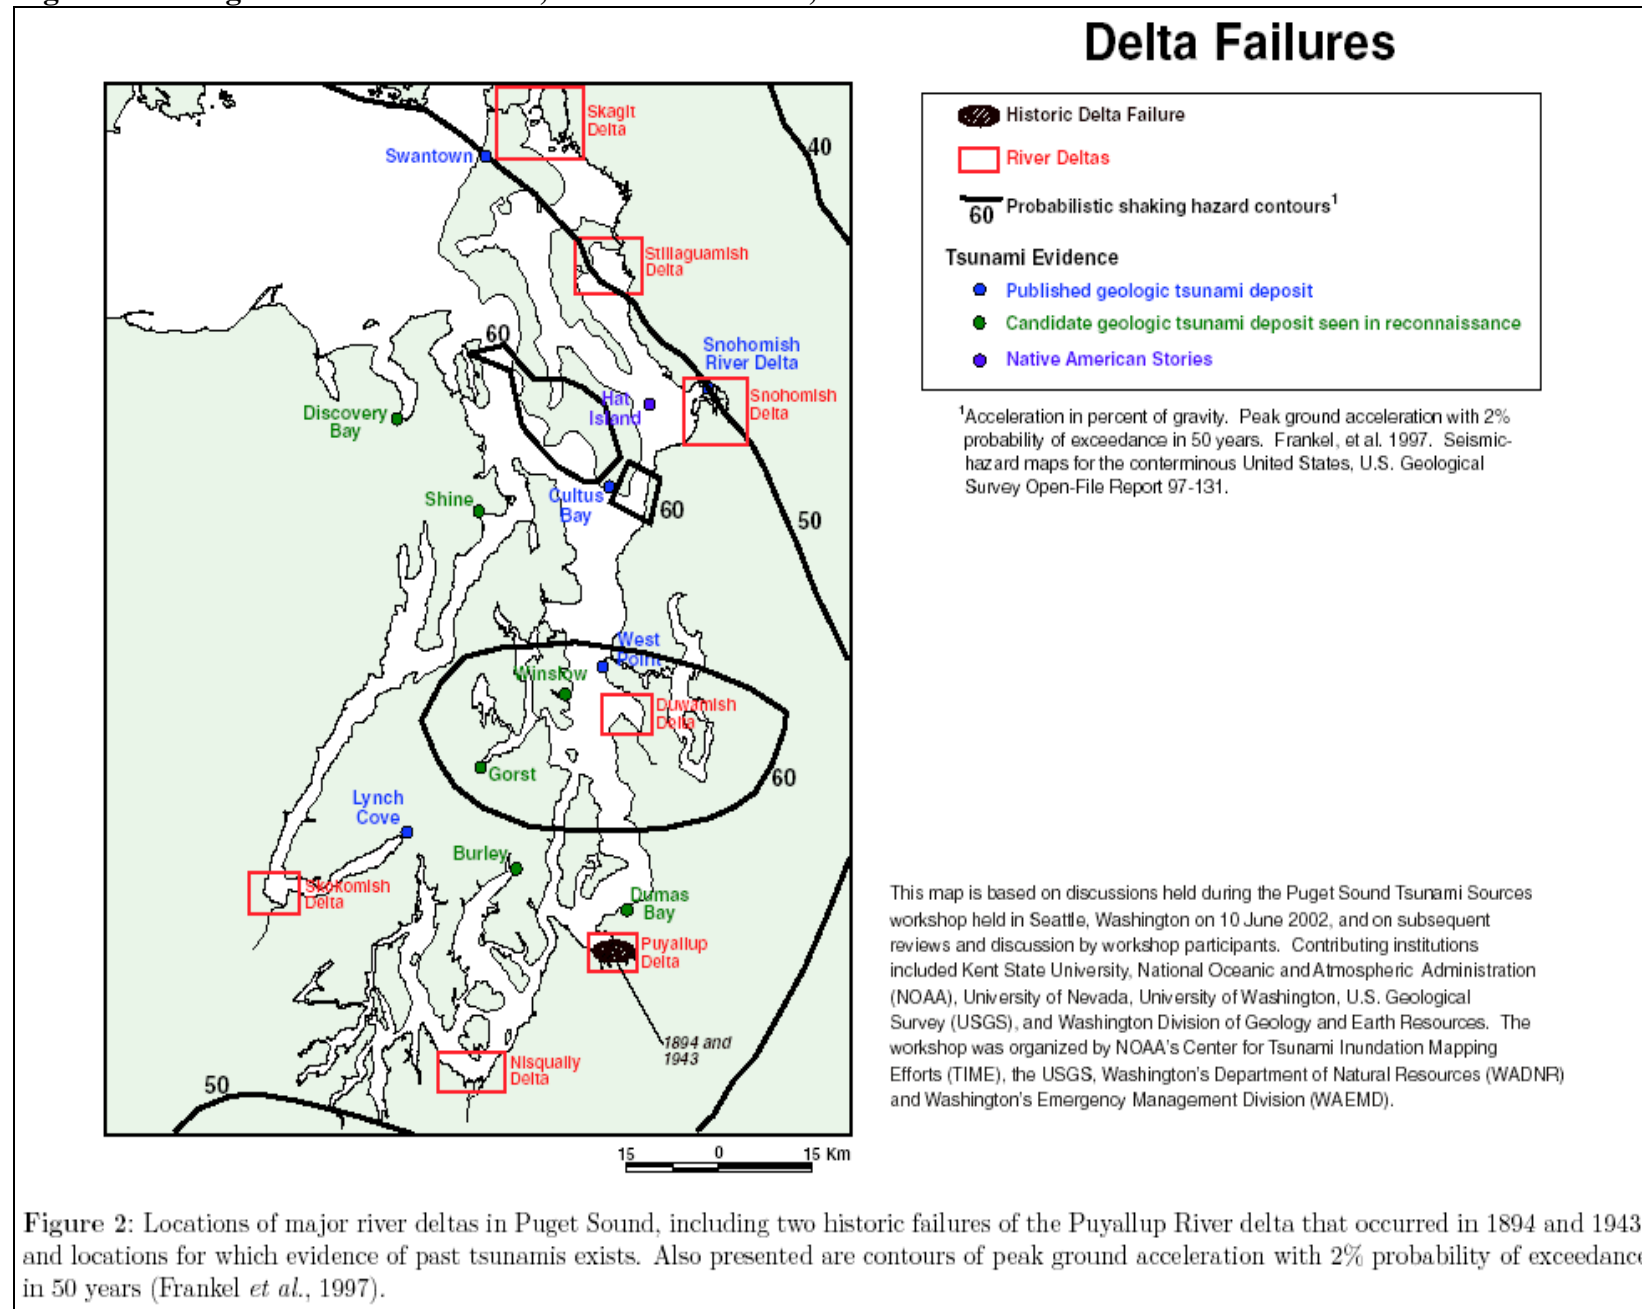 Delta Failures
Historic Delta Failure
River Deltas
60 Probabilistic shaking hazard contours1
Tsunami Evidence
Published geologic tsunami deposit
Candidate geologic tsunami deposit seen in reconnaissance
Native American Stories
1Acceleration in percent of gravity. Peak ground acceleration with 2%
probability of exceedance in 50 years. Frankel, et al. 1997. Seismic-
hazard maps for the conterminous United States, U.S. Geological
Survey Open-File Report 97-131.
Skagit
Delta
40
Swantown
Stillaguamish
Delta
60
Snohomish
River Delta
Hat
Island
Snohomish
Delta
Discovery
Bay
Shine
Cultus
Bay
60
50
West
Point
Winslow
Duwamish
Delta
Gorst
60
Lynch
Cove
Burley
Skokomish
Delta
Dumas
Bay
Puyallup
Delta
1894 and
1943
Nisqually
Delta
50
15 0 15 Km
This map is based on discussions held during the Puget Sound Tsunami Sources
workshop held in Seattle, Washington on 10 June 2002, and on subsequent
reviews and discussion by workshop participants. Contributing institutions
included Kent State University, National Oceanic and Atmospheric Administration
(NOAA), University of Nevada, University of Washington, U.S. Geological
Survey (USGS), and Washington Division of Geology and Earth Resources. The
workshop was organized by NOAA's Center for Tsunami Inundation Mapping
Efforts (TIME), the USGS, Washington's Department of Natural Resources (WADNR)
and Washington's Emergency Management Division (WAEMD).
Figure 2: Locations of major river deltas in Puget Sound, including two historic failures of the Puyallup River delta that occurred in 1894 and 1943
and locations for which evidence of past tsunamis exists. Also presented are contours of peak ground acceleration with 2% probability of exceedance
in 50 years (Frankel et al., 1997).